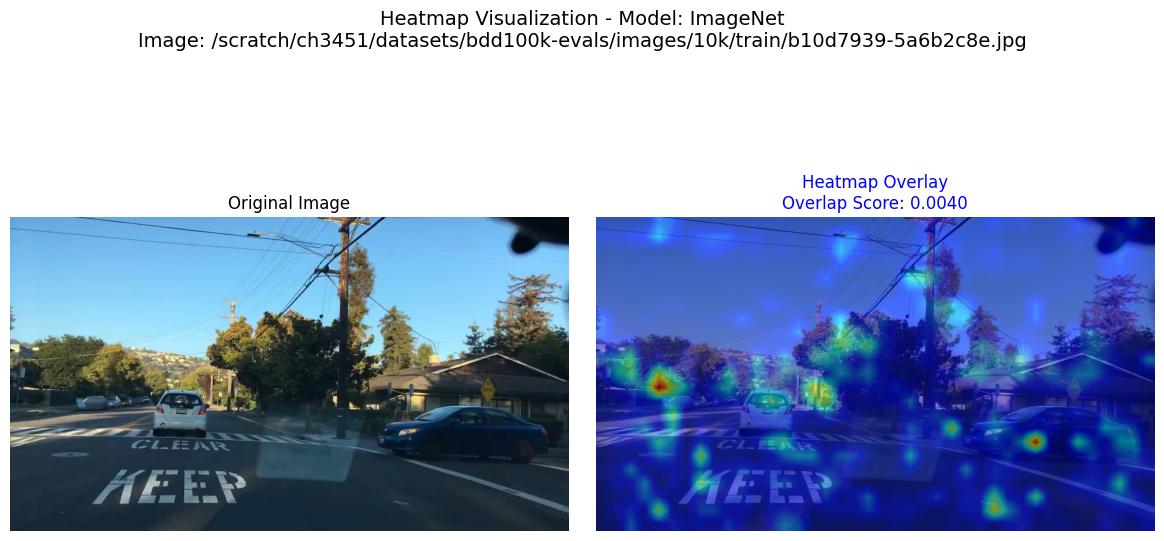 Heatmap Visualization - Model: ImageNet
Image: /scratch/ch3451/datasets/bdd100k-evals/images/10k/train/b10d7939-5a6b2c8e.jpg
Original Image
Heatmap Overlay
Overlap Score: 0.0040
CLEAR
KEEP
CLEAR
KEEP